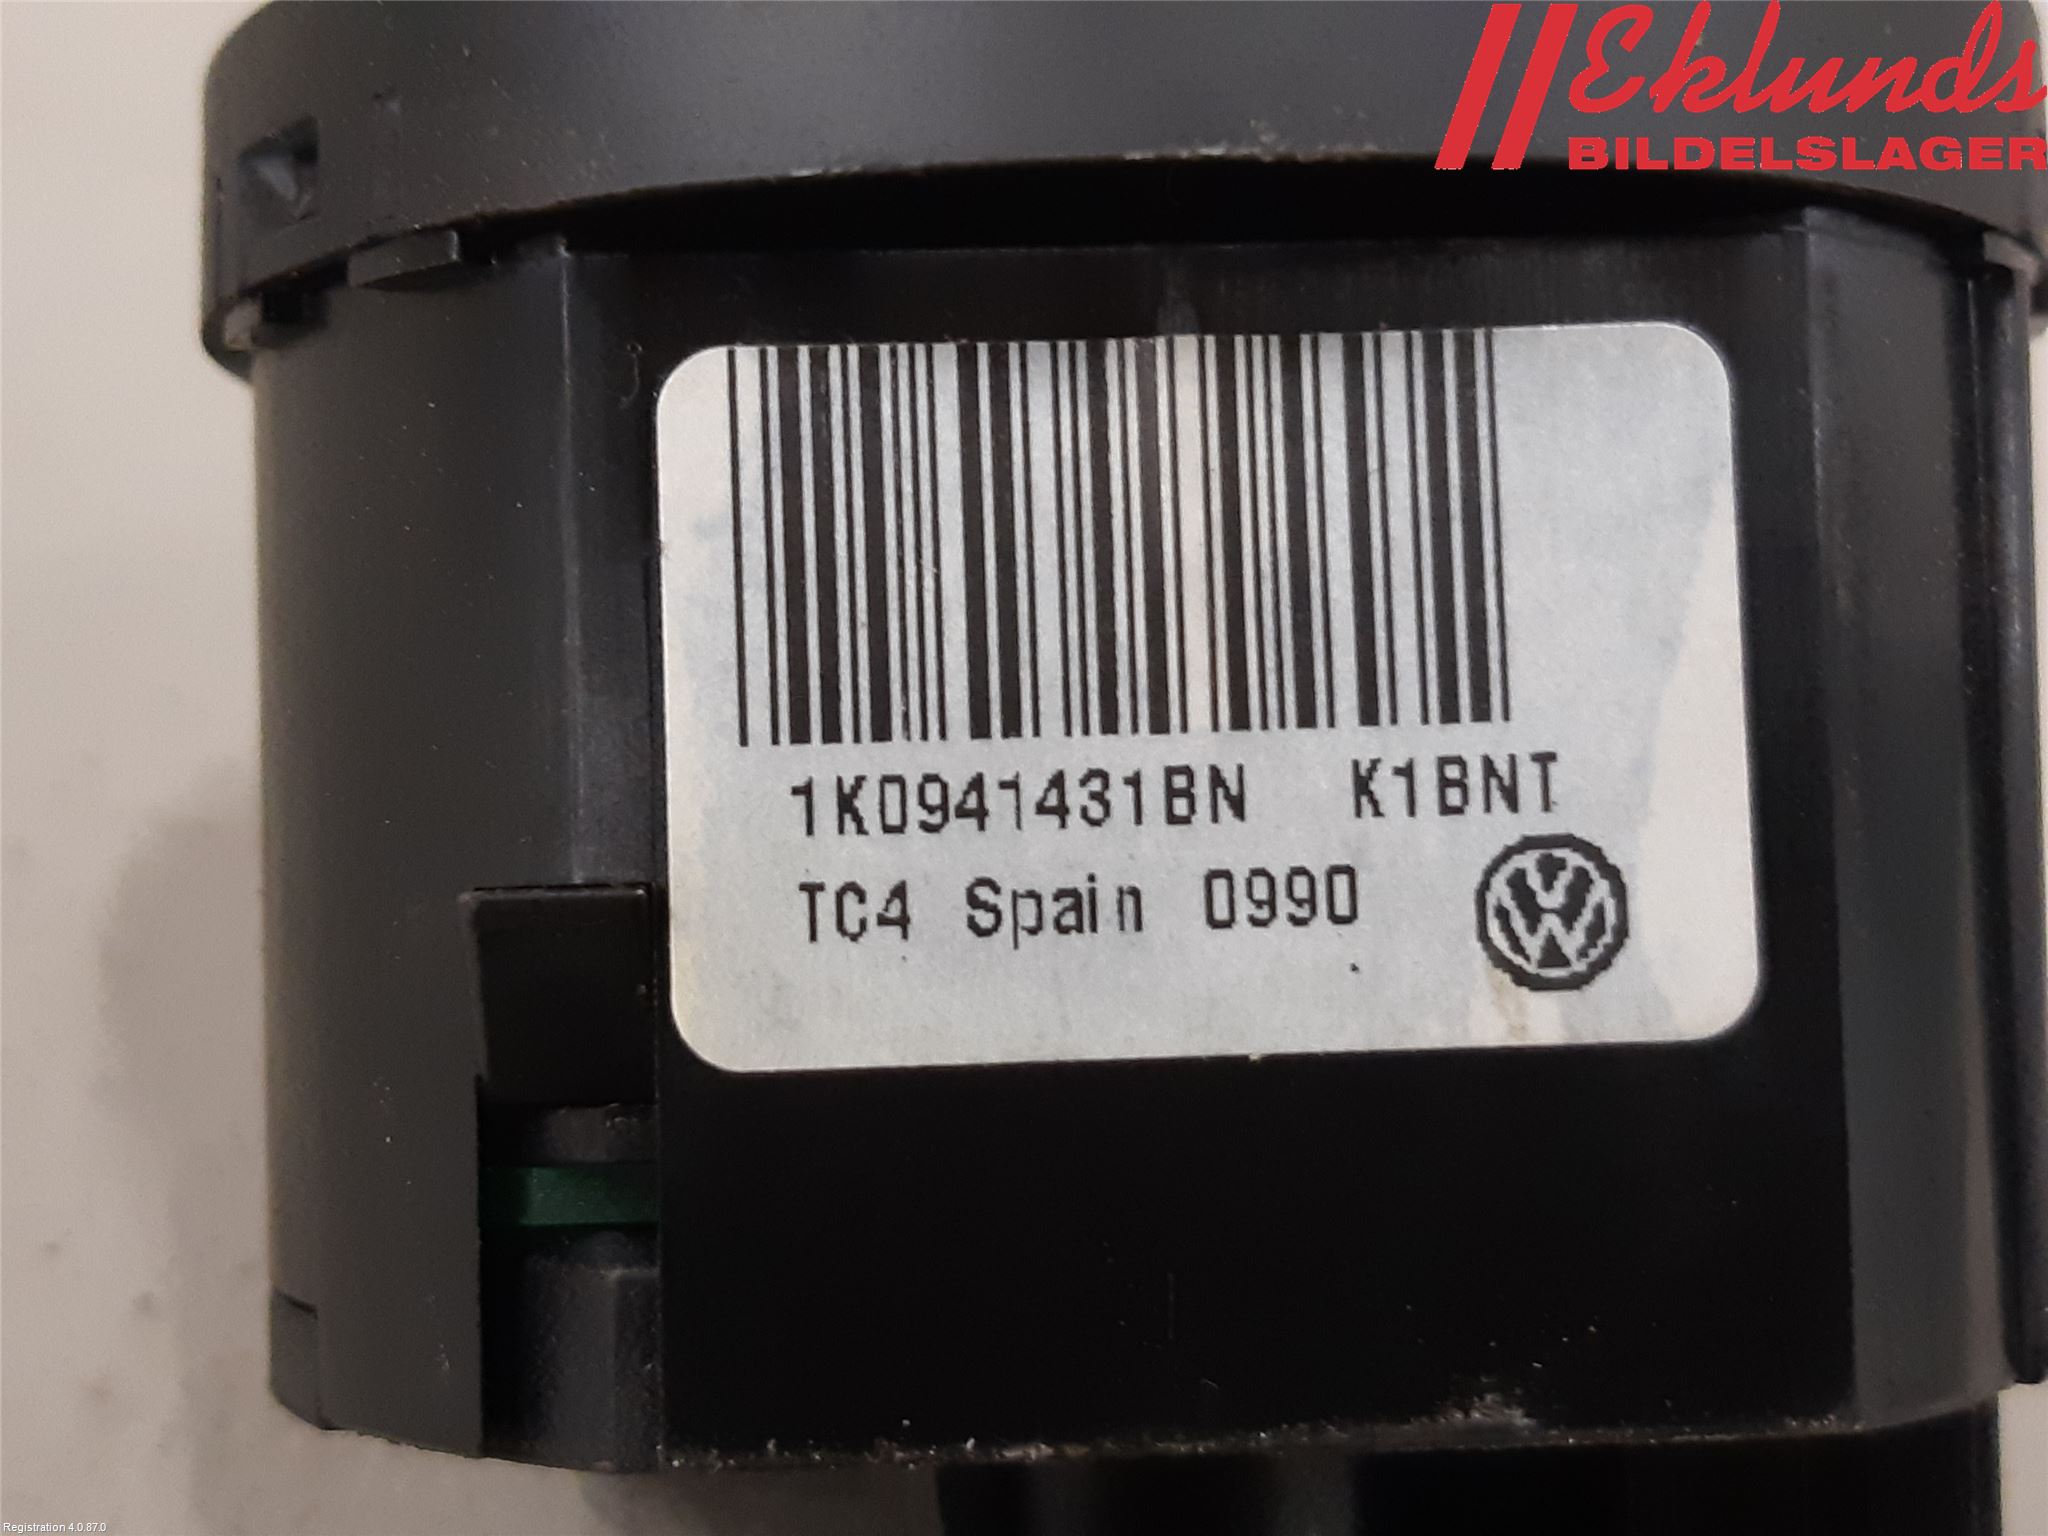 Eklunds
BILDELSLAGER
1K0941431BN K1BNT
TC4 Spain 0990
Registration 4.0.87.0